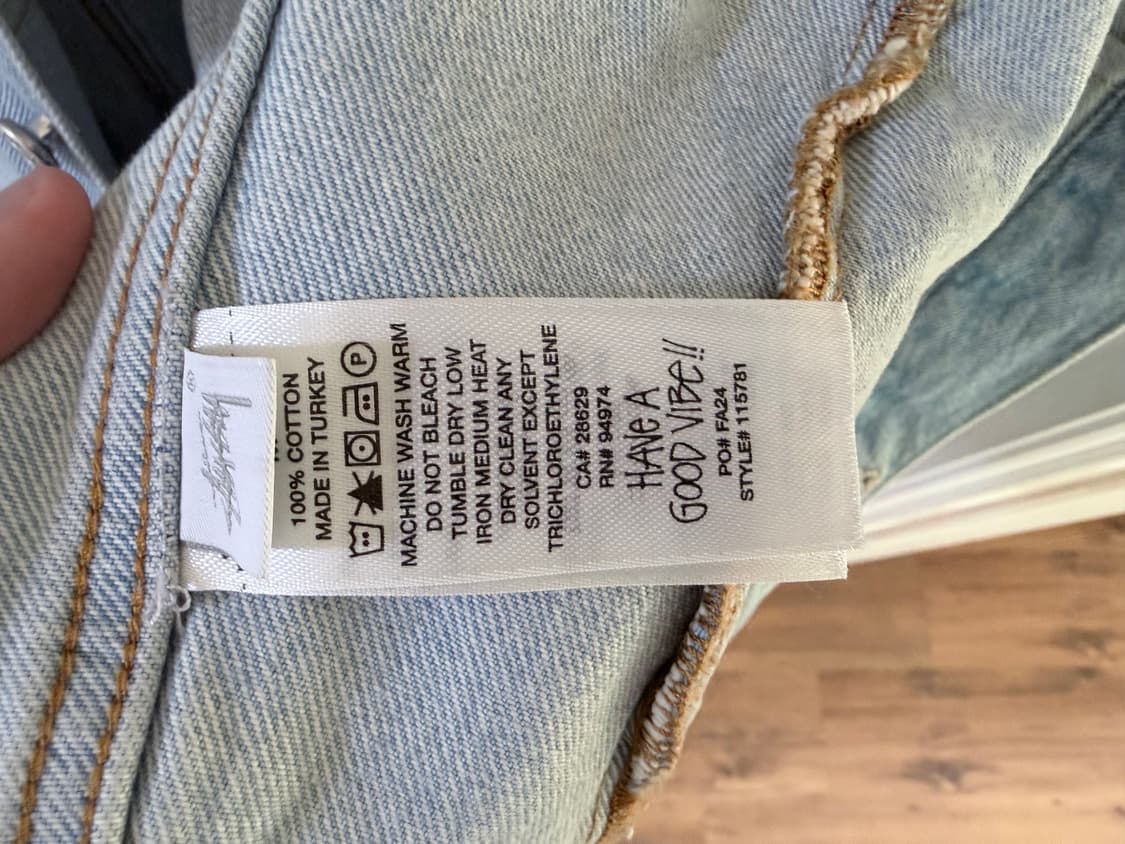 100% COTTON
MADE IN TURKEY
P
MACHINE WASH WARM
DO NOT BLEACH
TUMBLE DRY LOW
IRON MEDIUM HEAT
DRY CLEAN ANY
SOLVENT EXCEPT
TRICHLOROETHYLENE
CA# 28629
RN# 94974
HAVE A
GOOD VIBE!!
PO# FA24
STYLE# 115781